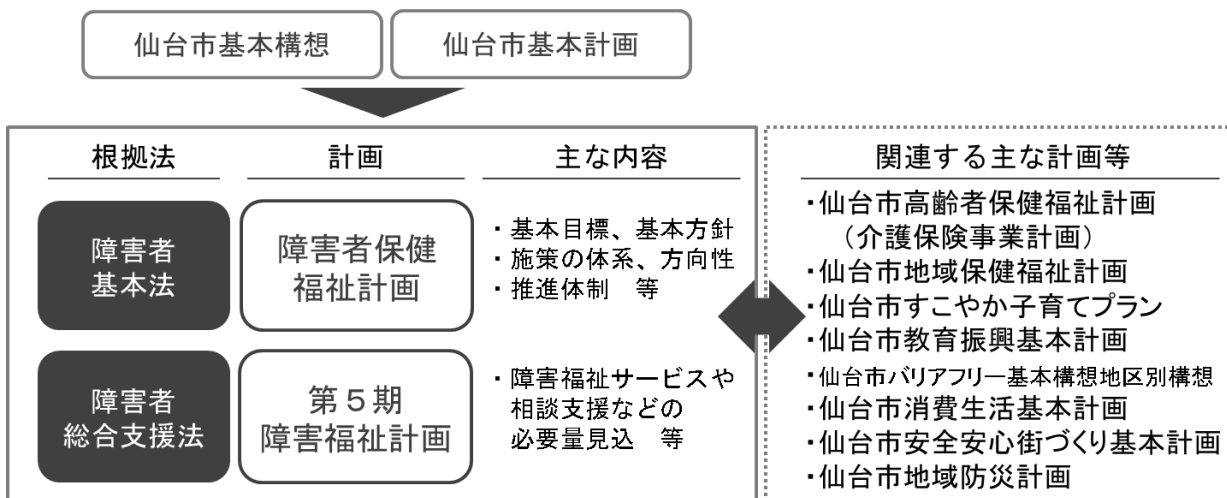 仙台市基本構想
仙台市基本計画
根拠法
計画
主な内容
障害者
基本法
障害者保健
福祉計画
・基本目標、基本方針
・施策の体系、方向性
・推進体制　等
障害者
総合支援法
第５期
障害福祉計画
・障害福祉サービスや
相談支援などの
必要量見込　等
関連する主な計画等
・仙台市高齢者保健福祉計画
（介護保険事業計画）
・仙台市地域保健福祉計画
・仙台市すこやか子育てプラン
・仙台市教育振興基本計画
・仙台市バリアフリー基本構想地区別構想
・仙台市消費生活基本計画
・仙台市安全安心街づくり基本計画
・仙台市地域防災計画